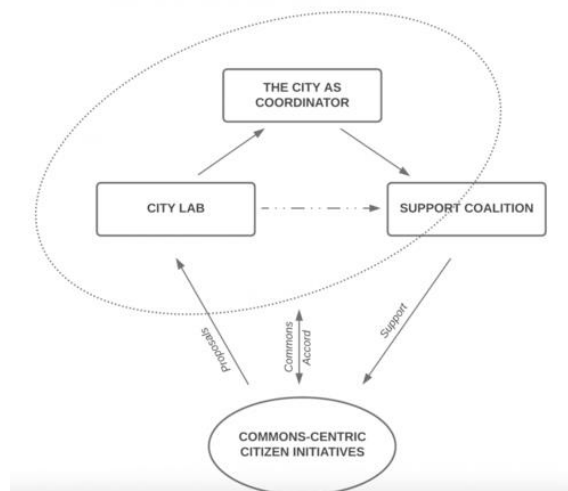 THE CITY AS
COORDINATOR
CITY LAB
SUPPORT COALITION
Proposals
Commons
Accord
Support
COMMONS-CENTRIC
CITIZEN INITIATIVES